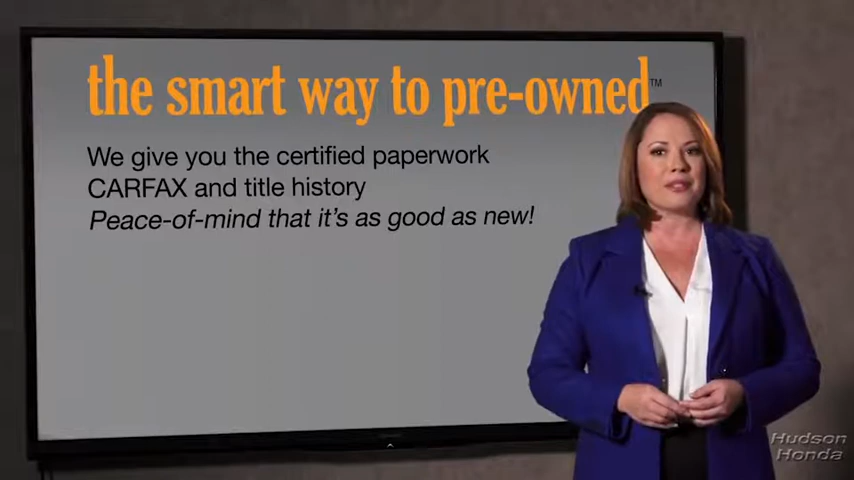 the smart way to pre-owned™
We give you the certified paperwork
CARFAX and title history
Peace-of-mind that it's as good as new!
Hudson
Honda